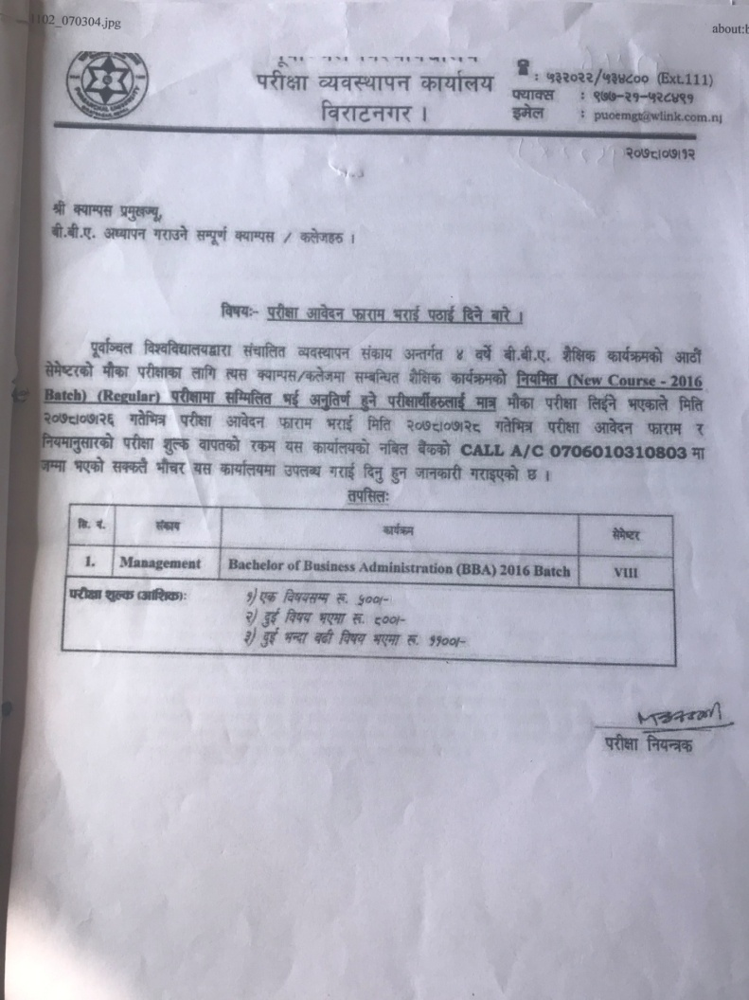 1102_070304.jpg
about:b
परीक्षा व्यवस्थापन कार्यालय
विराटनगर ।
: ५३२०२२/५३४८०० (Ext.111)
फ्याक्स : ९७७-२१-५२८४९१
इमेल : puoemgt@wlink.com.n
२०७८।०७।१२
श्री क्याम्पस प्रमुखज्यू,
बी.बी.ए. अध्यापन गराउने सम्पूर्ण क्याम्पस / कलेजहरु ।
विषयः- परीक्षा आवेदन फाराम भराई पठाई दिने बारे ।
पूर्वाञ्चल विश्वविद्यालयद्वारा संचालित व्यवस्थापन संकाय अन्तर्गत ४ वर्षे बी.बी.ए. शैक्षिक कार्यक्रमको आठौं
सेमेष्टरको मौका परीक्षाका लागि त्यस क्याम्पस/कलेजमा सम्बन्धित शैक्षिक कार्यक्रमको नियमित (New Course - 2016
Batch) (Regular) परीक्षामा सम्मिलित भई अनुतिर्ण हुने परीक्षार्थीहरुलाई मात्र मौका परीक्षा लिईने भएकाले मिति
२०७८।०७।२६ गतेभित्र परीक्षा आवेदन फाराम भराई मिति २०७८।०७।२८ गतेभित्र परीक्षा आवेदन फाराम र
नियमानुसारको परीक्षा शुल्क वापतको रकम यस कार्यालयको नबिल बैंकको CALL A/C 0706010310803 मा
जम्मा भएको सक्कलै भौचर यस कार्यालयमा उपलब्ध गराई दिनु हुन जानकारी गराइएको छ ।
तपसिलः
सि. नं. संकाय कार्यक्रम सेमेष्टर
1. Management Bachelor of Business Administration (BBA) 2016 Batch VIII
परीक्षा शुल्क (आंशिक): १) एक विषयसम्म रू. ५००।-
२) दुई विषय भएमा रू. ८००।-
३) दुई भन्दा बढी विषय भएमा रू. ११००।-
परीक्षा नियन्त्रक